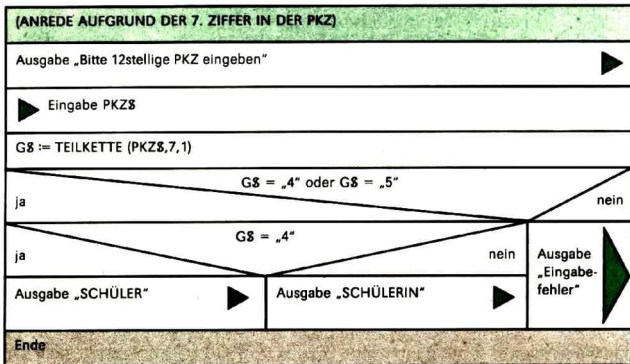 (ANREDE AUFGRUND DER 7. ZIFFER IN DER PKZ)
Ausgabe „Bitte 12stellige PKZ eingeben“
Eingabe PKZ$
G$ := TEILKETTE (PKZ$,7,1)
G$ = „4“ oder G$ = „5“
ja
nein
G$ = „4“
ja
nein
Ausgabe „SCHÜLER“
Ausgabe „SCHÜLERIN“
Ausgabe
„Eingabe-
fehler“
Ende